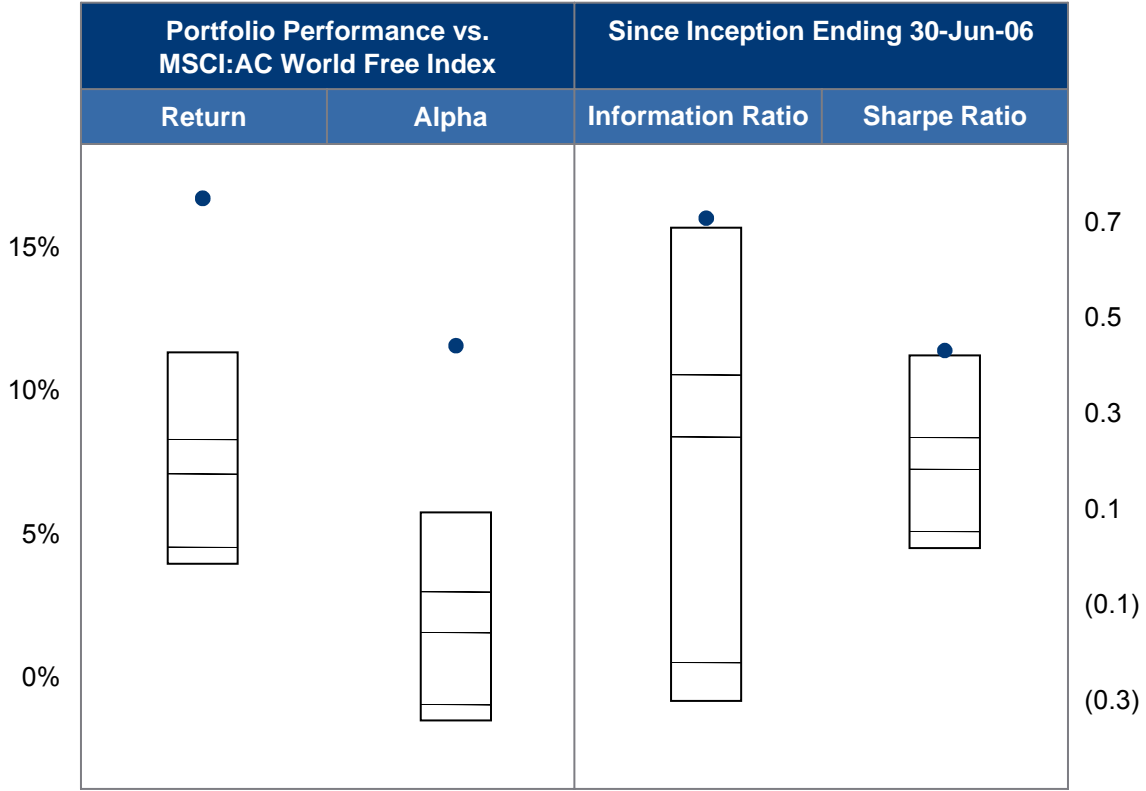 Portfolio Performance vs.
MSCI:AC World Free Index
Since Inception Ending 30-Jun-06
Return
Alpha
Information Ratio
Sharpe Ratio
15%
10%
5%
0%
0.7
0.5
0.3
0.1
(0.1)
(0.3)